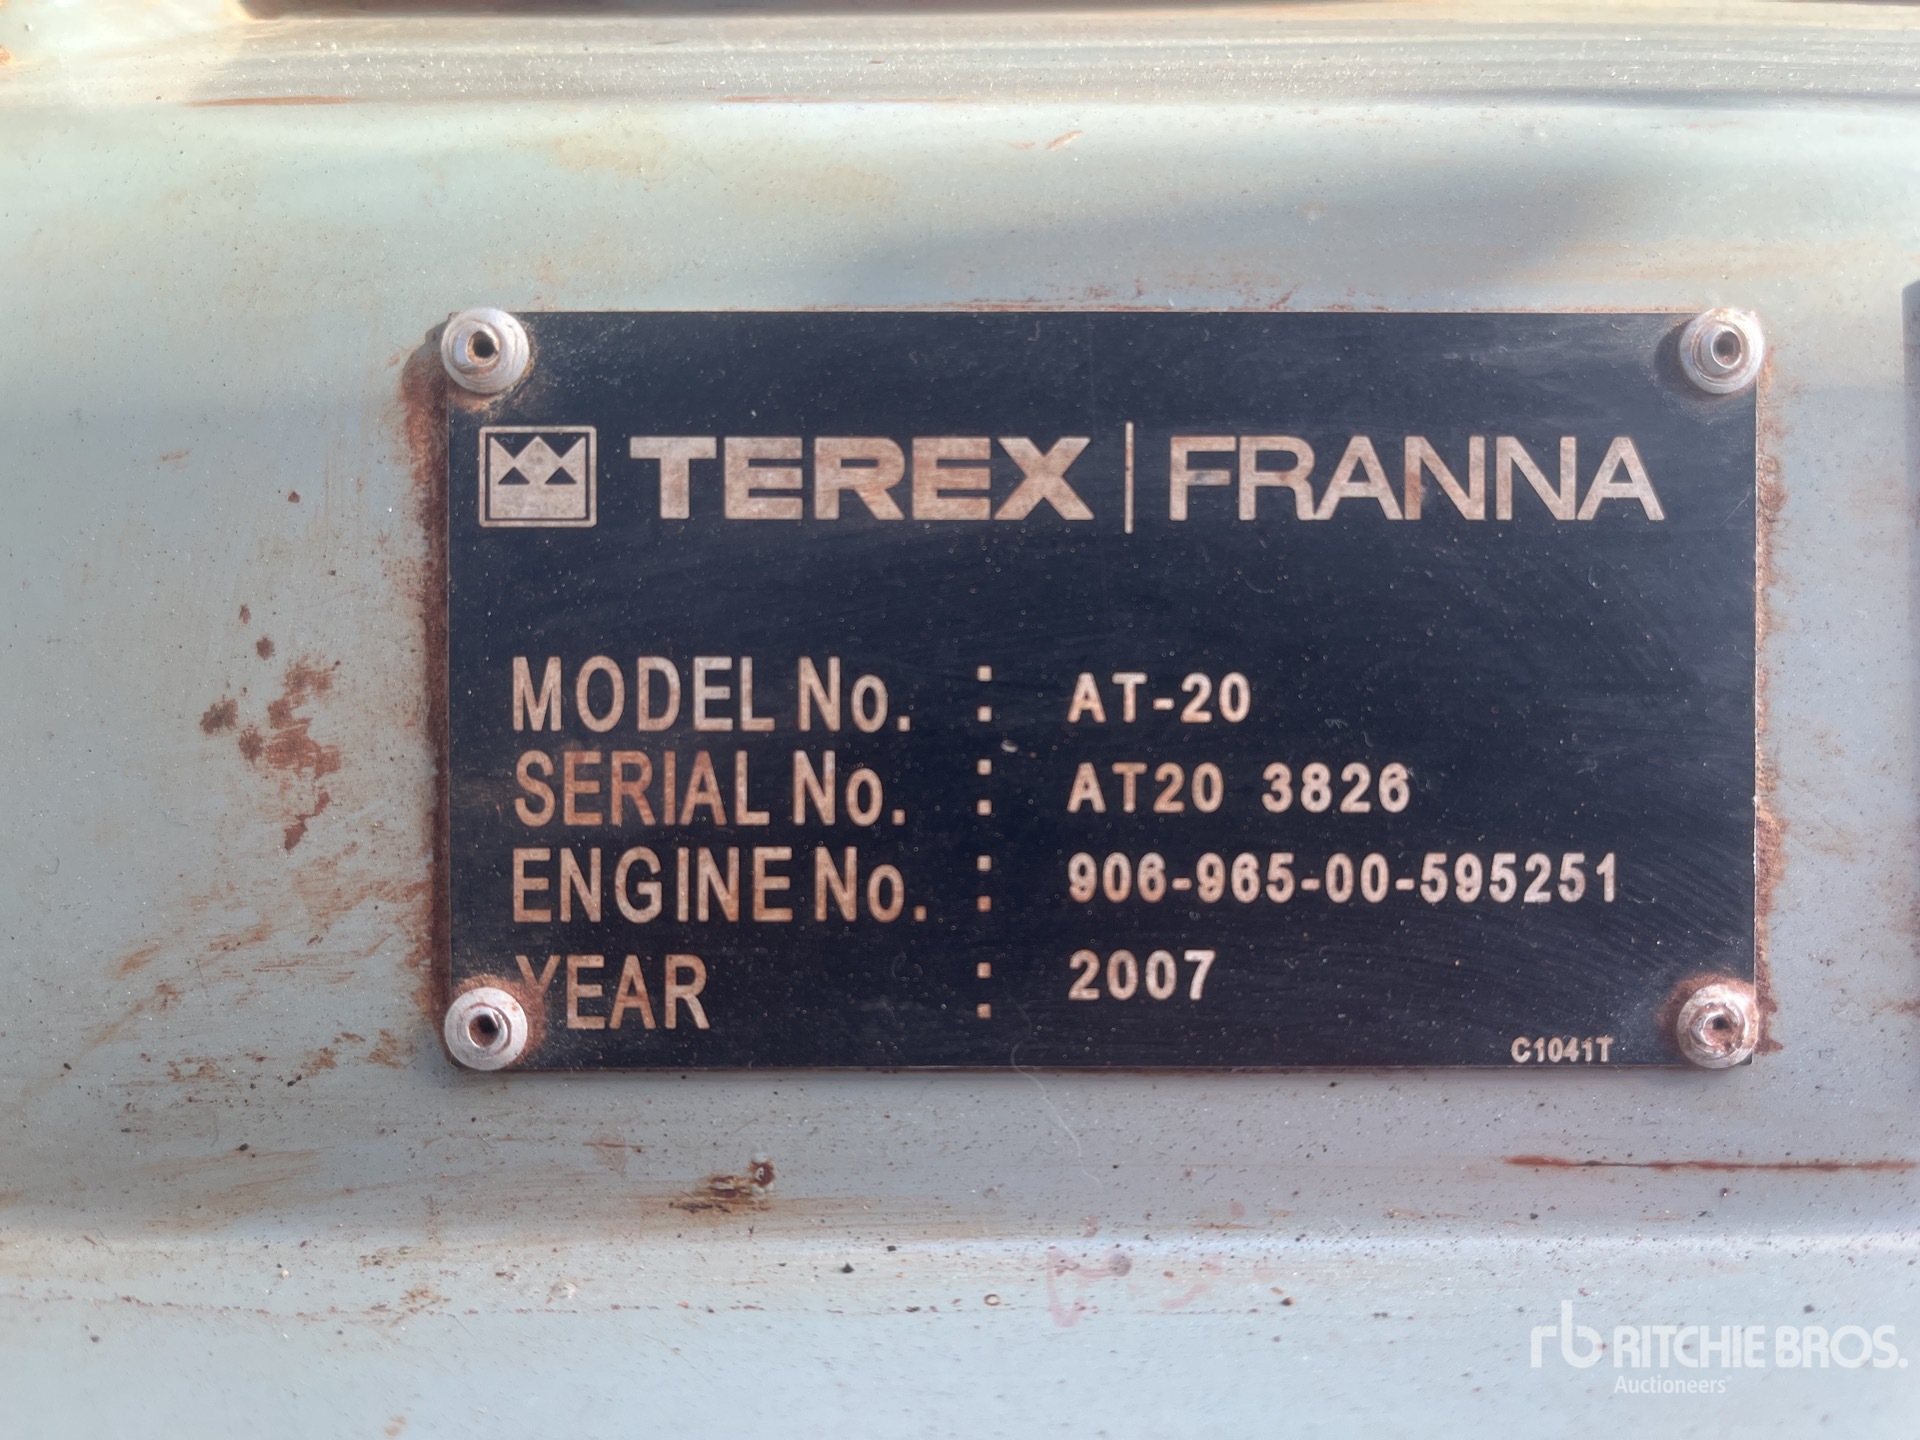 TEREX | FRANNA
MODEL No. : AT-20
SERIAL No. : AT20 3826
ENGINE No. : 906-965-00-595251
YEAR : 2007
C1041T
rb RITCHIE BROS.
Auctioneers